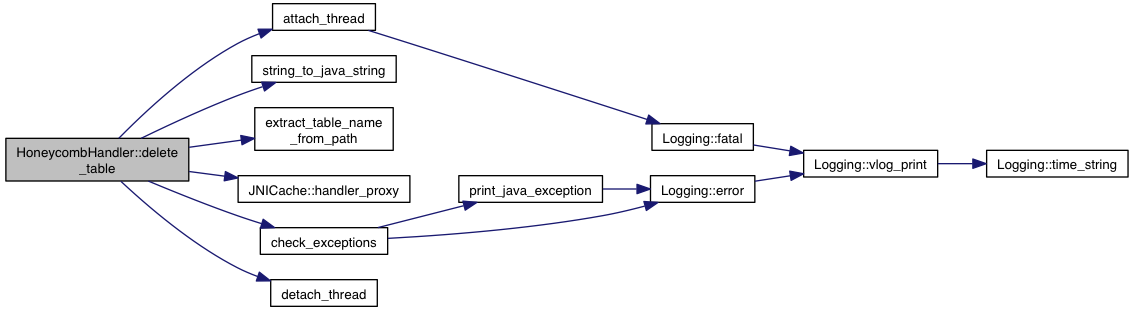 attach_thread
string_to_java_string
extract_table_name
_from_path
HoneycombHandler::delete
_table
JNICache::handler_proxy
check_exceptions
detach_thread
print_java_exception
Logging::fatal
Logging::error
Logging::vlog_print
Logging::time_string